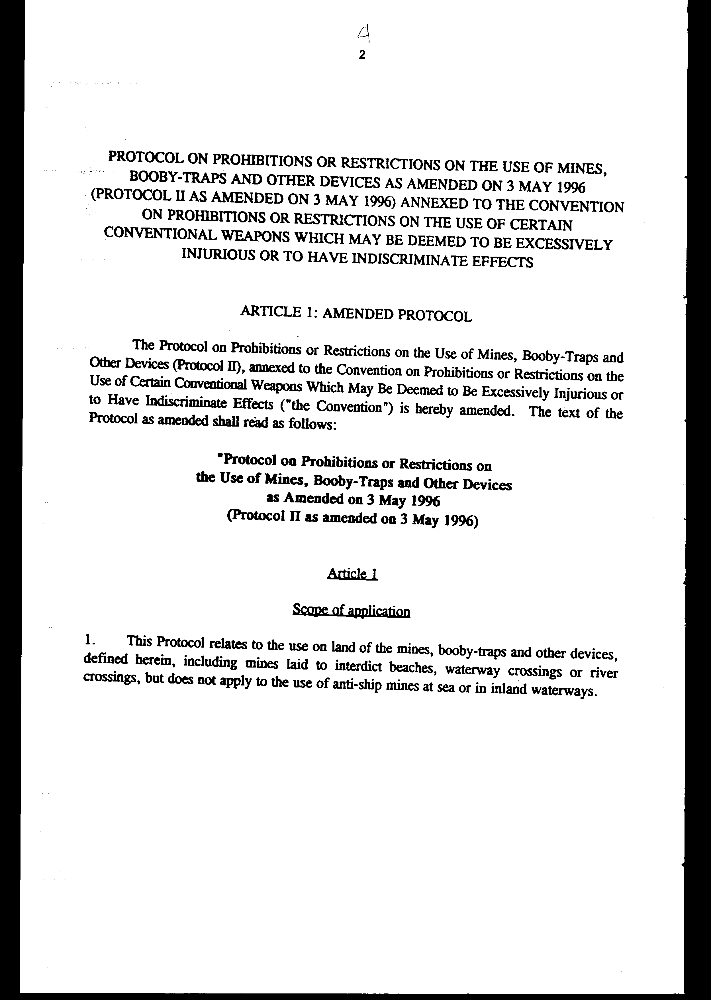 4
2
PROTOCOL ON PROHIBITIONS OR RESTRICTIONS ON THE USE OF MINES,
BOOBY-TRAPS AND OTHER DEVICES AS AMENDED ON 3 MAY 1996
(PROTOCOL II AS AMENDED ON 3 MAY 1996) ANNEXED TO THE CONVENTION
ON PROHIBITIONS OR RESTRICTIONS ON THE USE OF CERTAIN
CONVENTIONAL WEAPONS WHICH MAY BE DEEMED TO BE EXCESSIVELY
INJURIOUS OR TO HAVE INDISCRIMINATE EFFECTS
ARTICLE 1: AMENDED PROTOCOL
The Protocol on Prohibitions or Restrictions on the Use of Mines, Booby-Traps and
Other Devices (Protocol II), annexed to the Convention on Prohibitions or Restrictions on the
Use of Certain Conventional Weapons Which May Be Deemed to Be Excessively Injurious or
to Have Indiscriminate Effects ("the Convention") is hereby amended. The text of the
Protocol as amended shall read as follows:
"Protocol on Prohibitions or Restrictions on
the Use of Mines, Booby-Traps and Other Devices
as Amended on 3 May 1996
(Protocol II as amended on 3 May 1996)
Article 1
Scope of application
1. This Protocol relates to the use on land of the mines, booby-traps and other devices,
defined herein, including mines laid to interdict beaches, waterway crossings or river
crossings, but does not apply to the use of anti-ship mines at sea or in inland waterways.